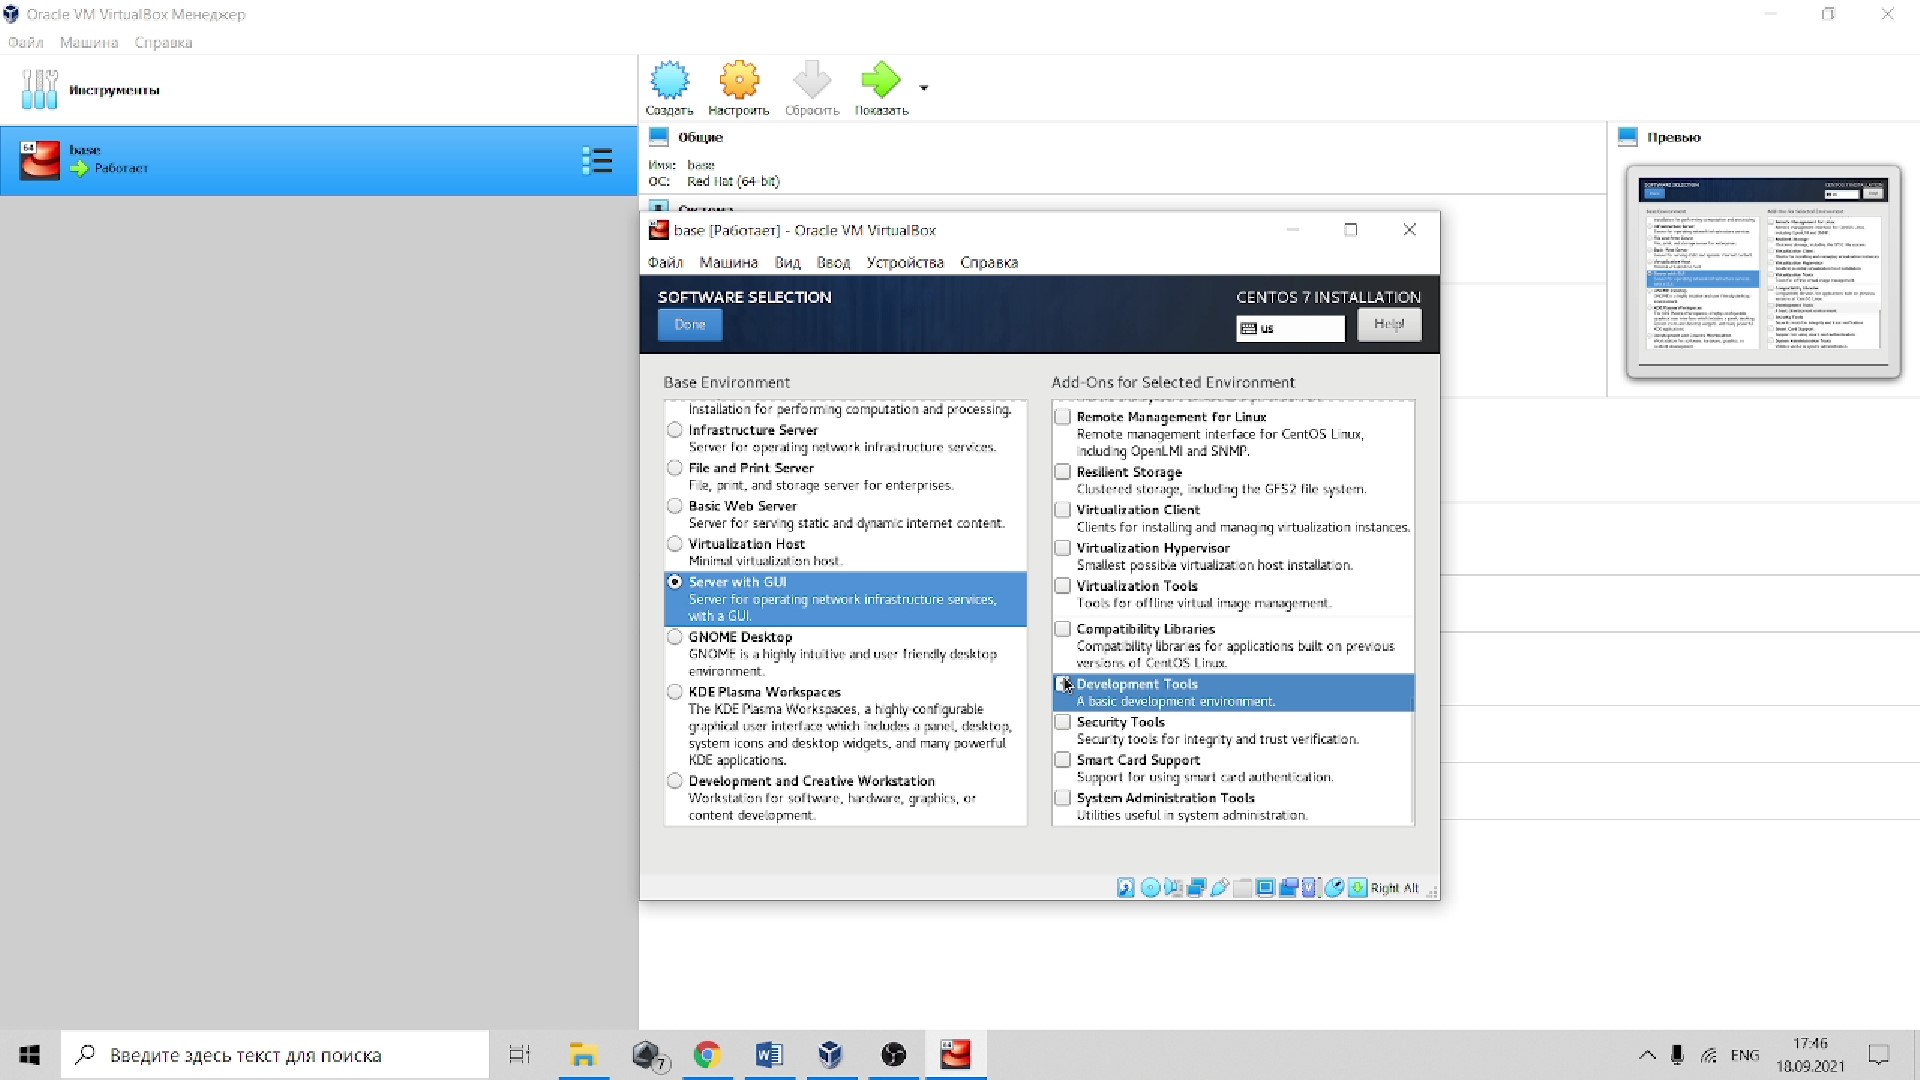 Oracle VM VirtualBox Менеджер
Файл Машина Справка
Инструменты
Создать Настроить Сбросить Показать
64 base
Работает
Общие
Имя: base
ОС: Red Hat (64-bit)
Система
Превью
base [Работает] - Oracle VM VirtualBox
Файл Машина Вид Ввод Устройства Справка
SOFTWARE SELECTION
CENTOS 7 INSTALLATION
Done
us
Help!
Base Environment
Installation for performing computation and processing.
Infrastructure Server
Server for operating network infrastructure services.
File and Print Server
File, print, and storage server for enterprises.
Basic Web Server
Server for serving static and dynamic internet content.
Virtualization Host
Minimal virtualization host.
Server with GUI
Server for operating network infrastructure services,
with a GUI.
GNOME Desktop
GNOME is a highly intuitive and user friendly desktop
environment.
KDE Plasma Workspaces
The KDE Plasma Workspaces, a highly-configurable
graphical user interface which includes a panel, desktop,
system icons and desktop widgets, and many powerful
KDE applications.
Development and Creative Workstation
Workstation for software, hardware, graphics, or
content development.
Add-Ons for Selected Environment
Remote Management for Linux
Remote management interface for CentOS Linux,
including OpenLMI and SNMP.
Resilient Storage
Clustered storage, including the GFS2 file system.
Virtualization Client
Clients for installing and managing virtualization instances.
Virtualization Hypervisor
Smallest possible virtualization host installation.
Virtualization Tools
Tools for offline virtual image management.
Compatibility Libraries
Compatibility libraries for applications built on previous
versions of CentOS Linux.
Development Tools
A basic development environment.
Security Tools
Security tools for integrity and trust verification.
Smart Card Support
Support for using smart card authentication.
System Administration Tools
Utilities useful in system administration.
Right Alt
Введите здесь текст для поиска
7
ENG
17:46
18.09.2021